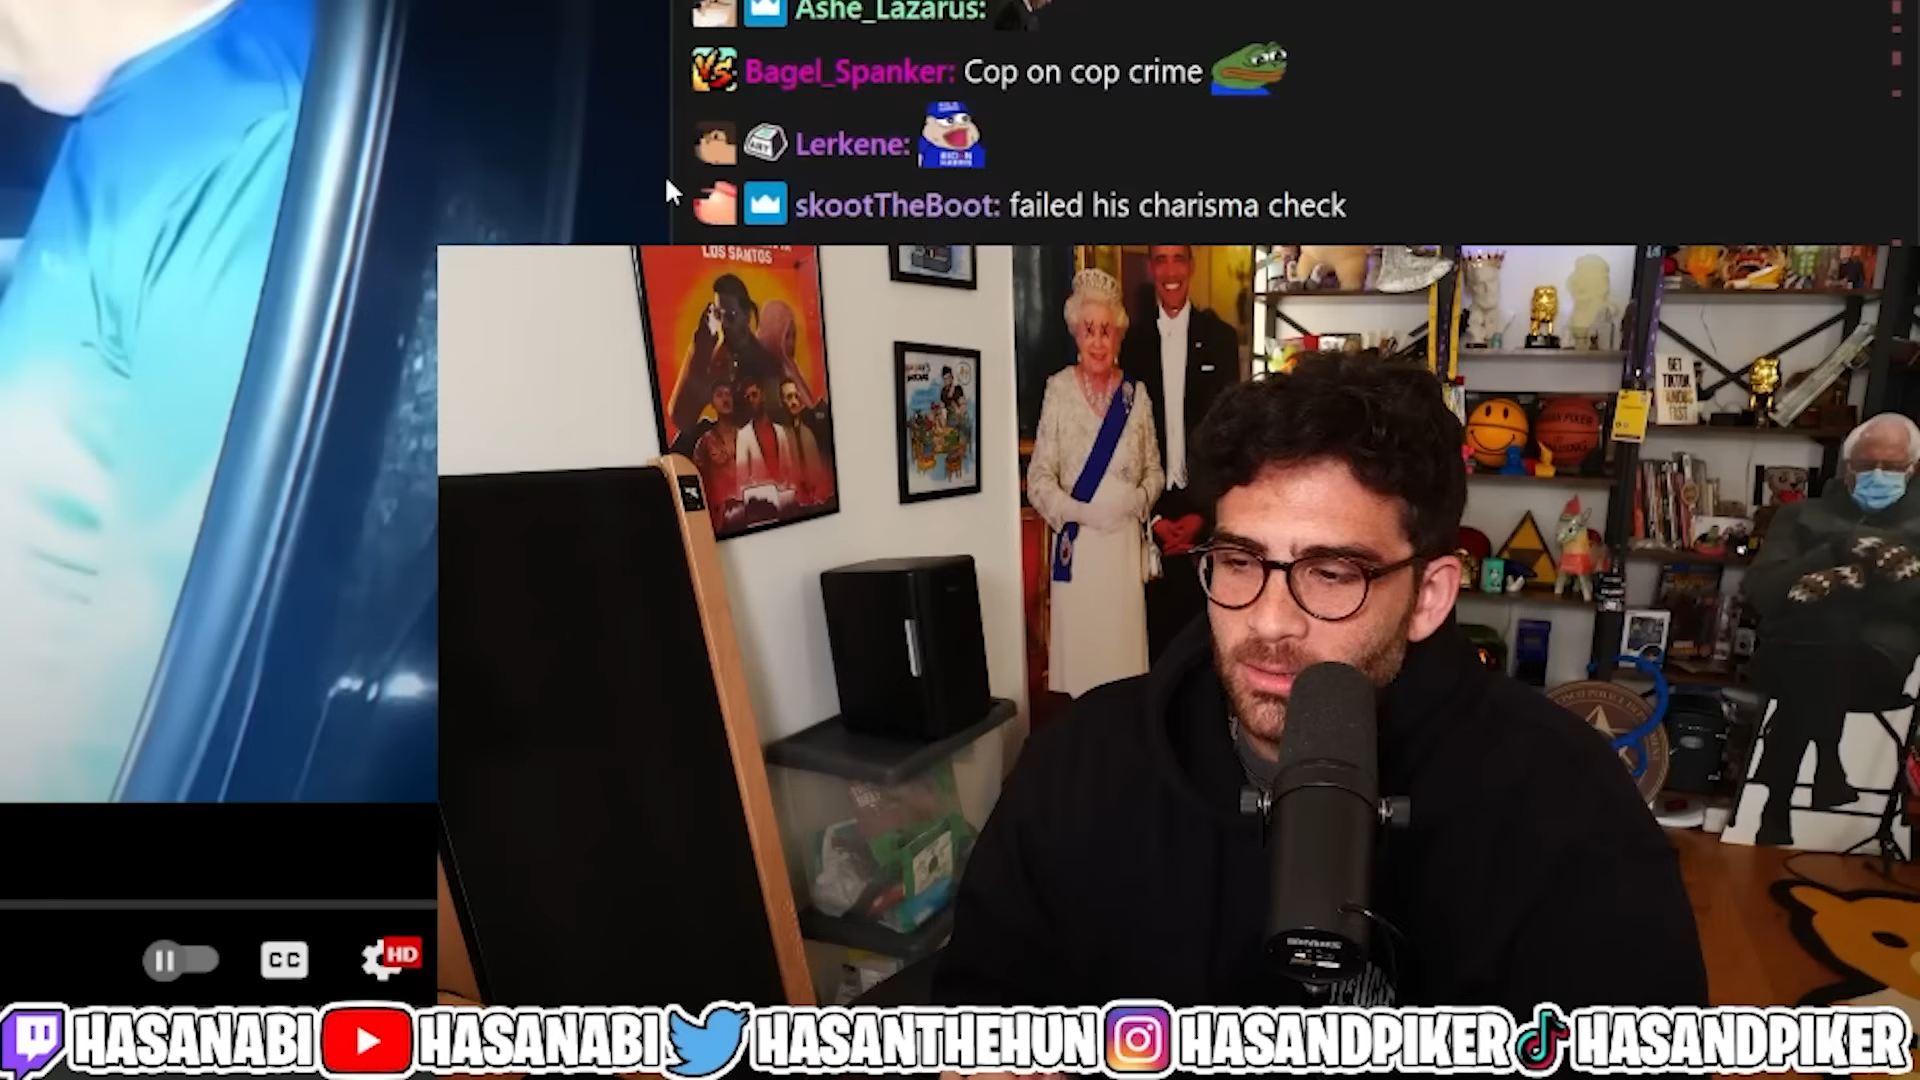 Ashe_Lazarus:
Bagel_Spanker: Cop on cop crime
Lerkene:
skootTheBoot: failed his charisma check
LOS SANTOS
GET
CC
HD
HASANABI HASANABI HASANTHEHUN HASANDPIKER HASANDPIKER